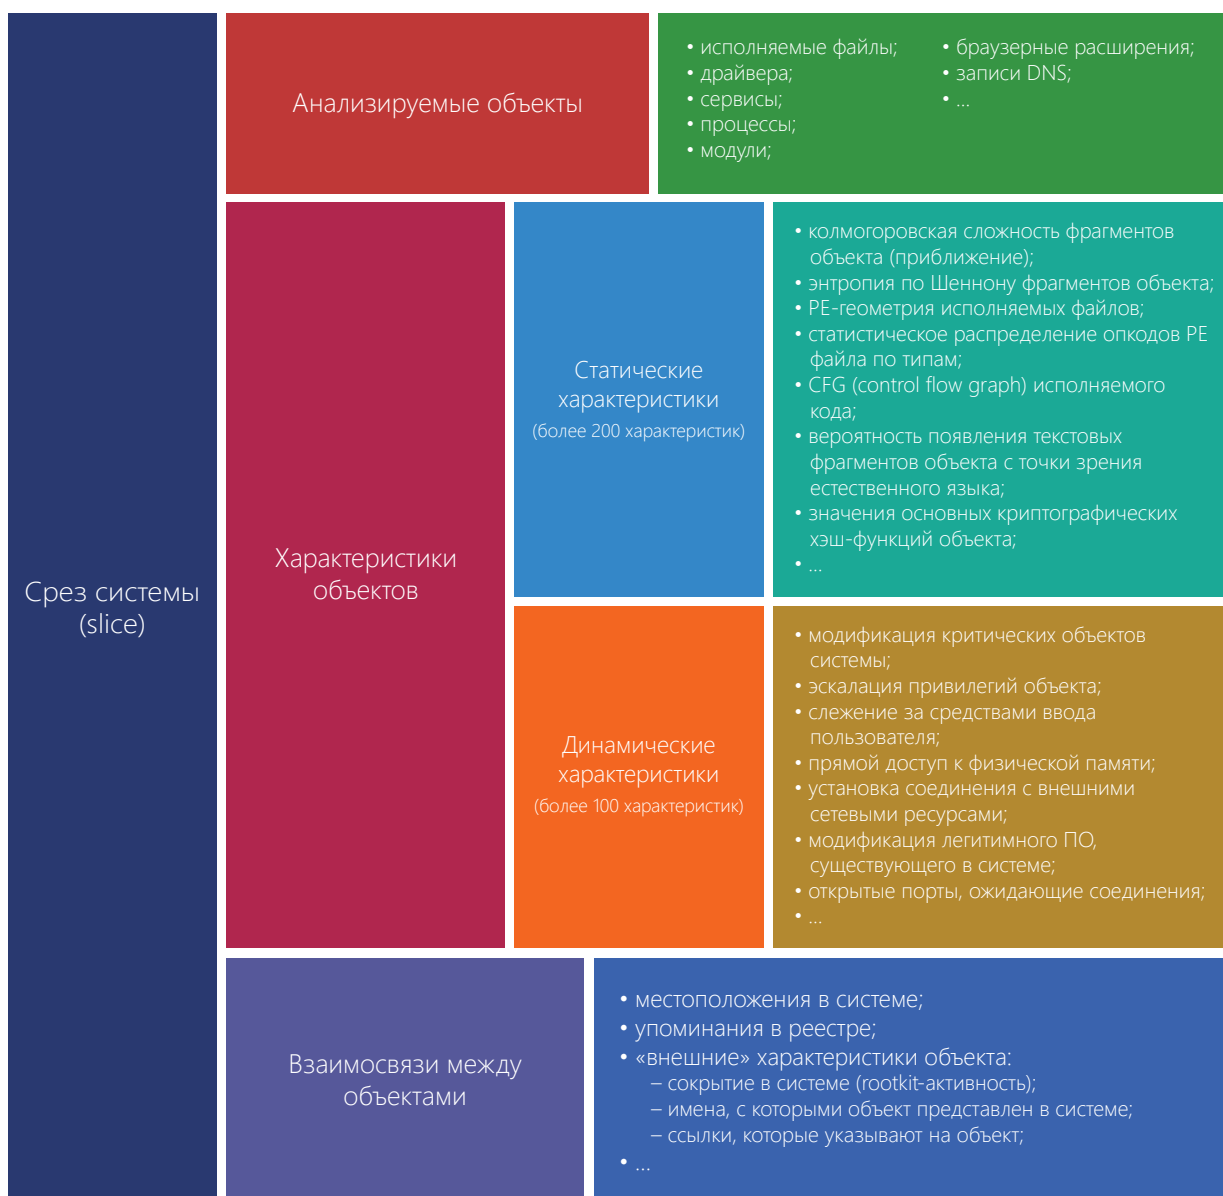 Срез системы
(slice)
Анализируемые объекты
• исполняемые файлы;
• драйвера;
• сервисы;
• процессы;
• модули;
• браузерные расширения;
• записи DNS;
• ...
Характеристики
объектов
Статические
характеристики
(более 200 характеристик)
• колмогоровская сложность фрагментов
объекта (приближение);
• энтропия по Шеннону фрагментов объекта;
• PE-геометрия исполняемых файлов;
• статистическое распределение опкодов PE
файла по типам;
• CFG (control flow graph) исполняемого
кода;
• вероятность появления текстовых
фрагментов объекта с точки зрения
естественного языка;
• значения основных криптографических
хэш-функций объекта;
• ...
Динамические
характеристики
(более 100 характеристик)
• модификация критических объектов
системы;
• эскалация привилегий объекта;
• слежение за средствами ввода
пользователя;
• прямой доступ к физической памяти;
• установка соединения с внешними
сетевыми ресурсами;
• модификация легитимного ПО,
существующего в системе;
• открытые порты, ожидающие соединения;
• ...
Взаимосвязи между
объектами
• местоположения в системе;
• упоминания в реестре;
• «внешние» характеристики объекта:
– сокрытие в системе (rootkit-активность);
– имена, с которыми объект представлен в системе;
– ссылки, которые указывают на объект;
• ...